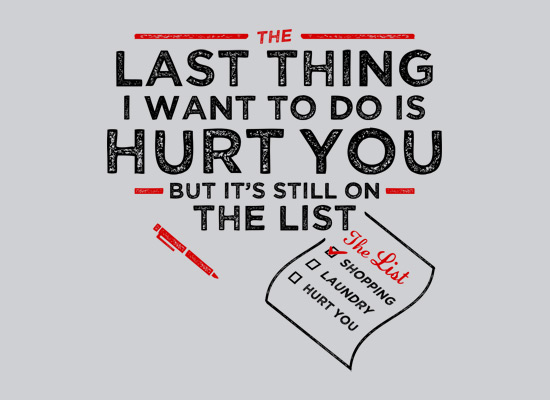 THE
LAST THING
I WANT TO DO IS
HURT YOU
BUT IT'S STILL ON
THE LIST
The List
SHOPPING
LAUNDRY
HURT YOU